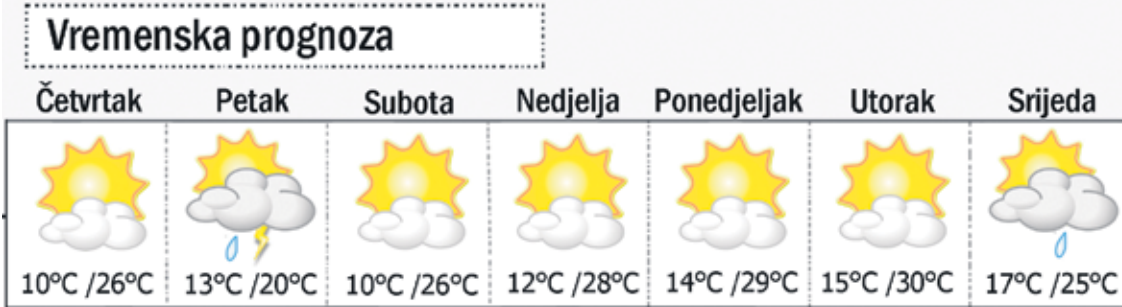 Vremenska prognoza
Četvrtak Petak Subota Nedjelja Ponedjeljak Utorak Srijeda
10°C /26°C 13°C /20°C 10°C /26°C 12°C /28°C 14°C /29°C 15°C /30°C 17°C /25°C